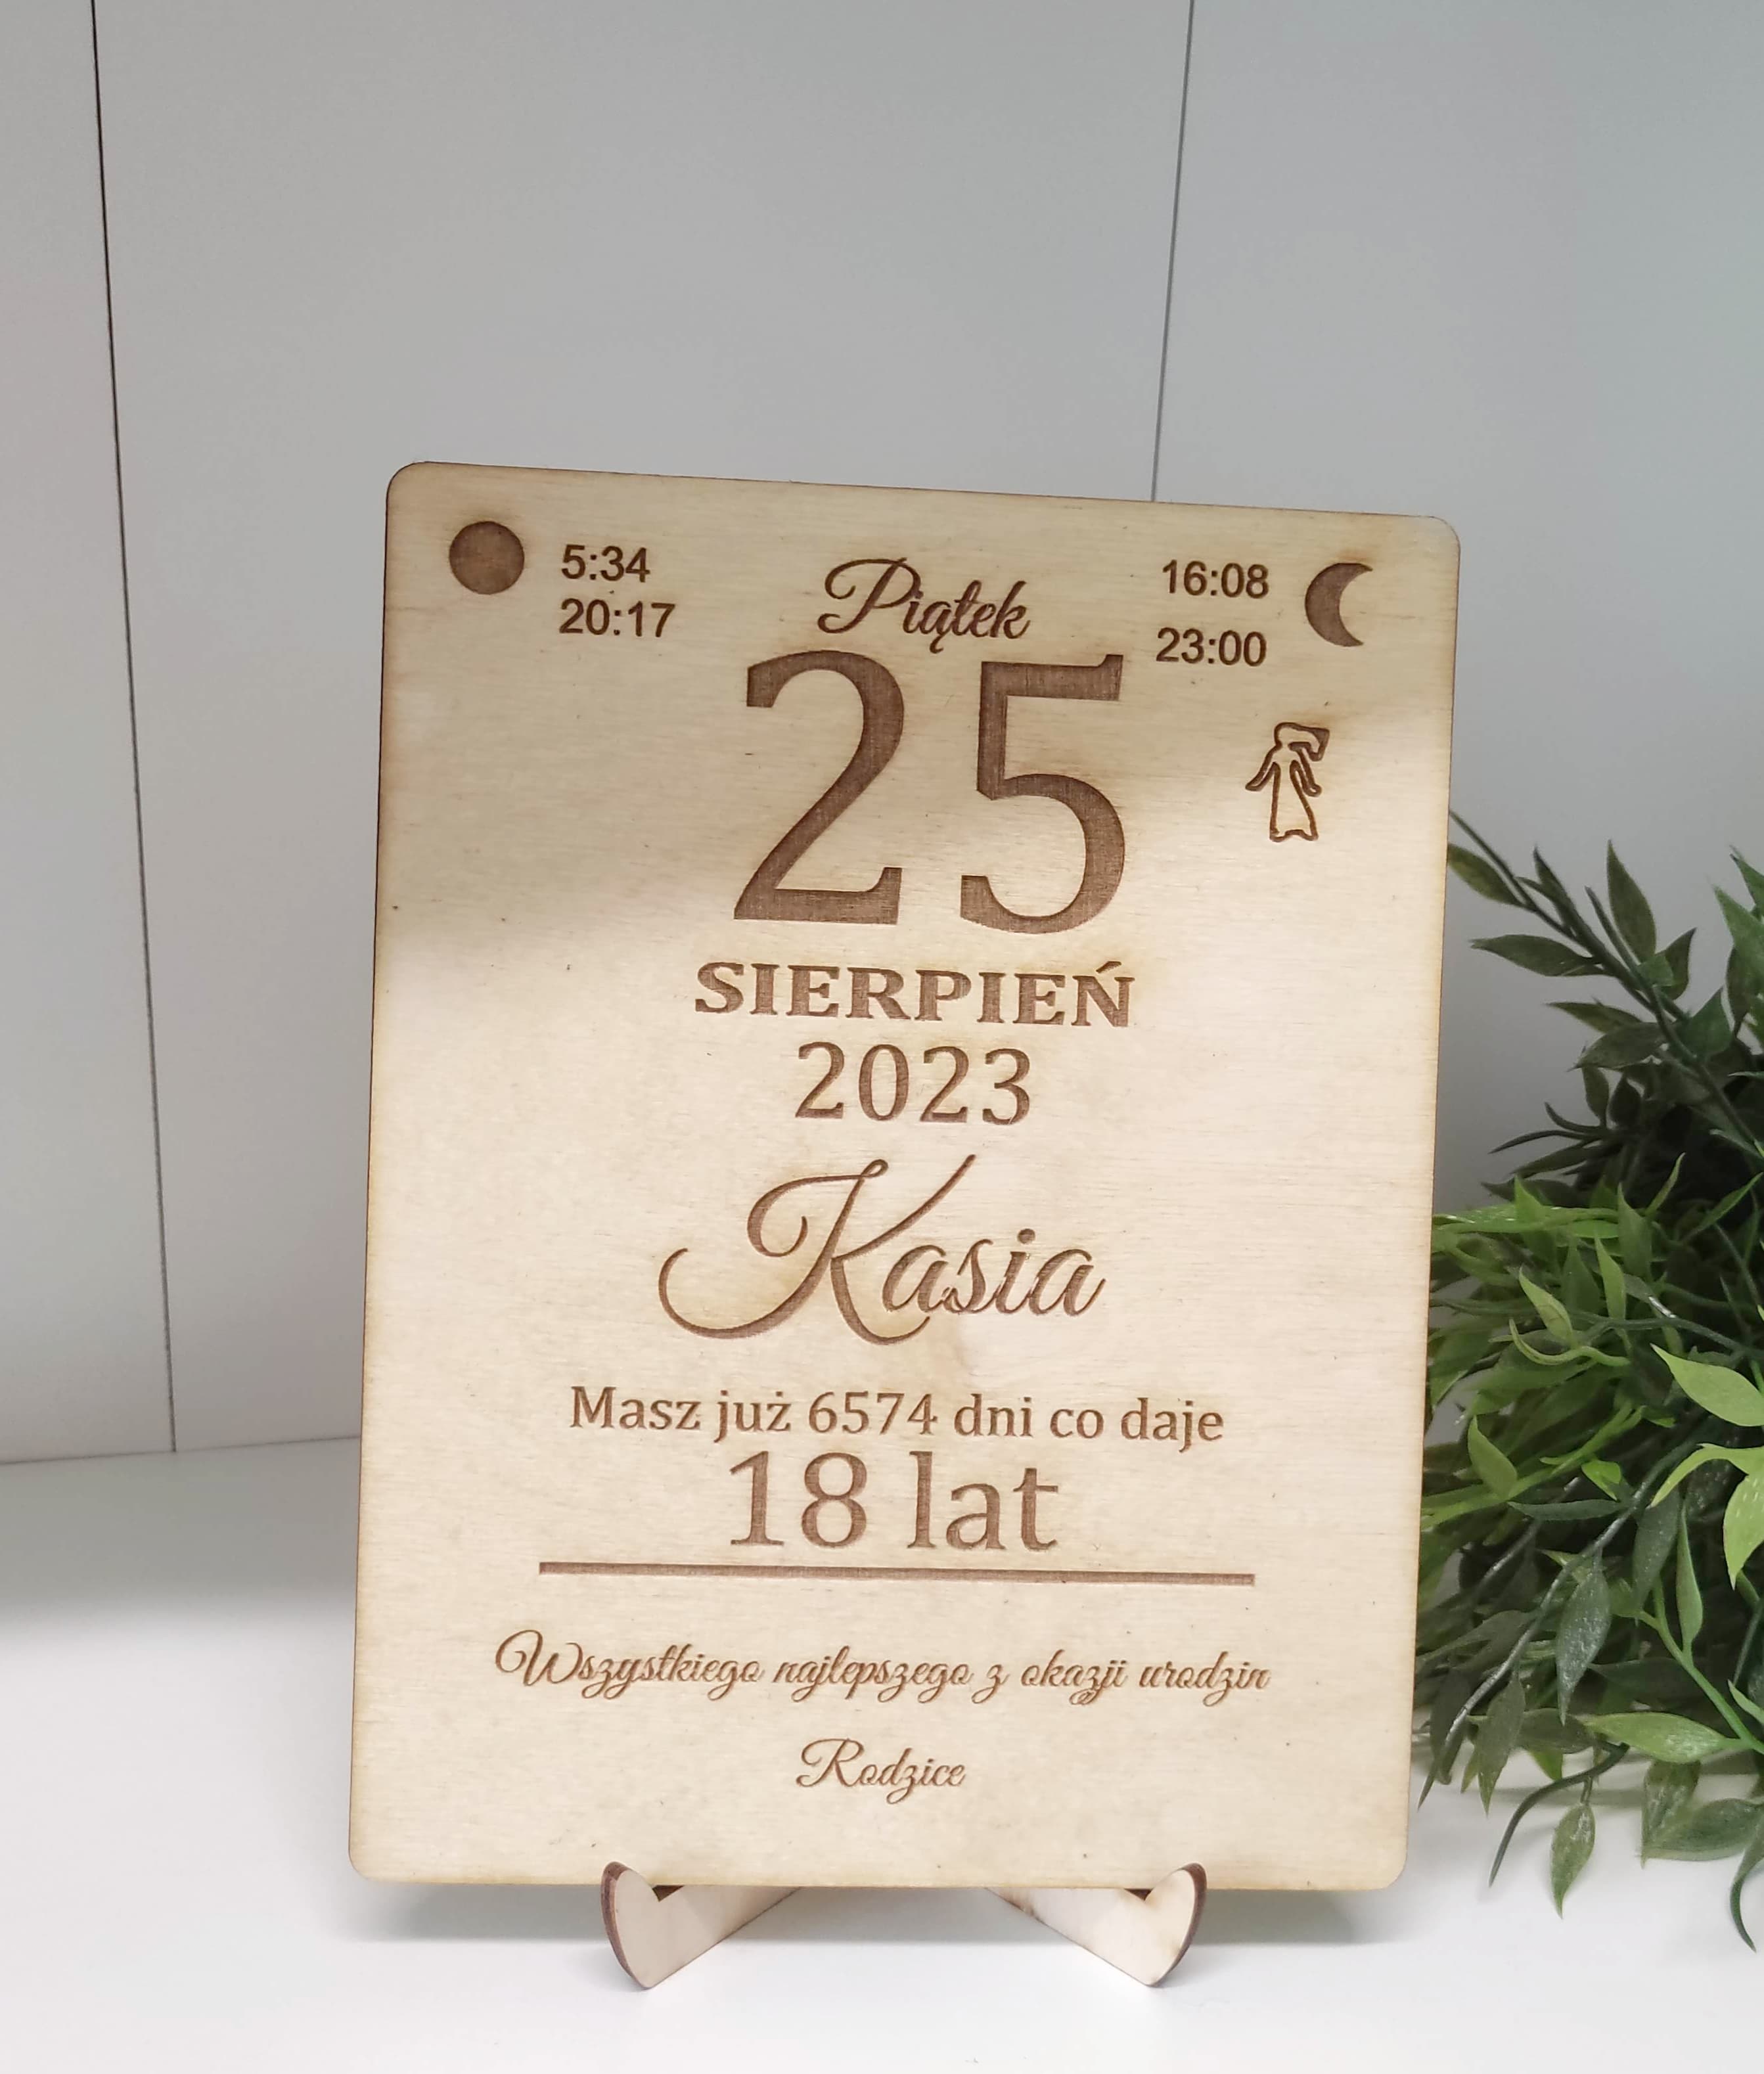 5:34
20:17
Piątek
16:08
23:00
25
SIERPIEŃ
2023
Kasia
Masz już 6574 dni co daje
18 lat
Wszystkiego najlepszego z okazji urodzin
Rodzice